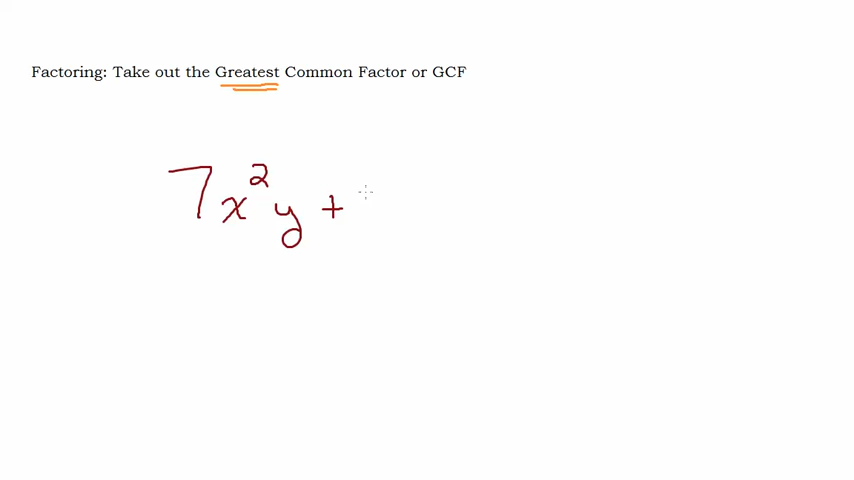 Factoring: Take out the Greatest Common Factor or GCF
7x²y +